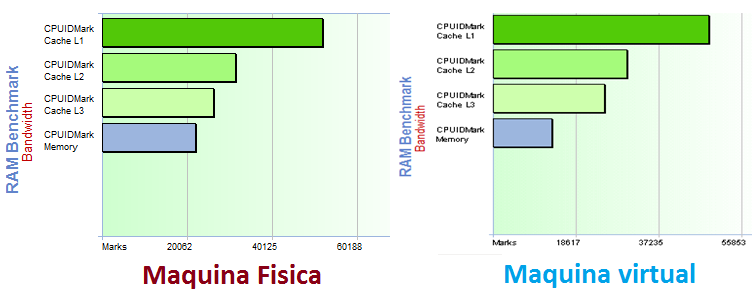 RAM Benchmark
Bandwidth
CPUIDMark
Cache L1
CPUIDMark
Cache L2
CPUIDMark
Cache L3
CPUIDMark
Memory
Marks 20062 40125 60188
Maquina Fisica
RAM Benchmark
Bandwidth
CPUIDMark
Cache L1
CPUIDMark
Cache L2
CPUIDMark
Cache L3
CPUIDMark
Memory
Marks 18617 37235 55853
Maquina virtual